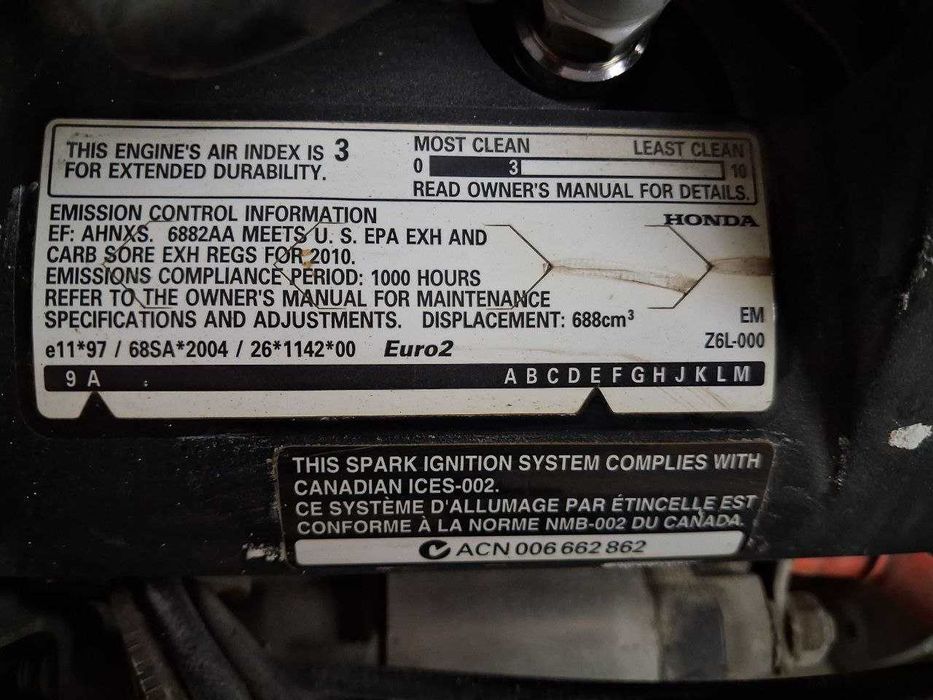 THIS ENGINE'S AIR INDEX IS 3
FOR EXTENDED DURABILITY.
MOST CLEAN LEAST CLEAN
0 3 10
READ OWNER'S MANUAL FOR DETAILS.
EMISSION CONTROL INFORMATION
HONDA
EF: AHNXS. 6882AA MEETS U. S. EPA EXH AND
CARB SORE EXH REGS FOR 2010.
EMISSIONS COMPLIANCE PERIOD: 1000 HOURS
REFER TO THE OWNER'S MANUAL FOR MAINTENANCE
SPECIFICATIONS AND ADJUSTMENTS. DISPLACEMENT: 688cm³
EM
Z6L-000
e11*97 / 68SA*2004 / 26*1142*00 Euro2
9 A A B C D E F G H J K L M
THIS SPARK IGNITION SYSTEM COMPLIES WITH
CANADIAN ICES-002.
CE SYSTÈME D'ALLUMAGE PAR ÉTINCELLE EST
CONFORME À LA NORME NMB-002 DU CANADA.
ACN 006 662 862